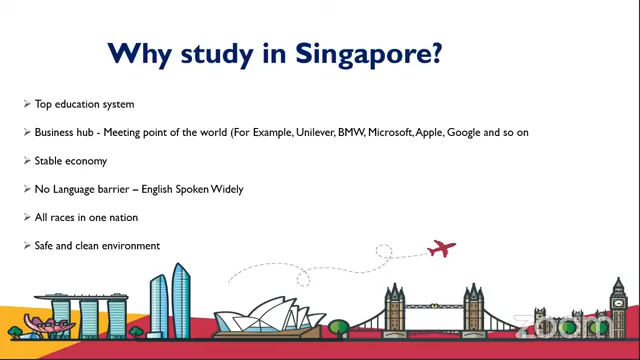 Why study in Singapore?
Top education system
Business hub - Meeting point of the world (For Example, Unilever, BMW, Microsoft, Apple, Google and so on
Stable economy
No Language barrier – English Spoken Widely
All races in one nation
Safe and clean environment
zoom